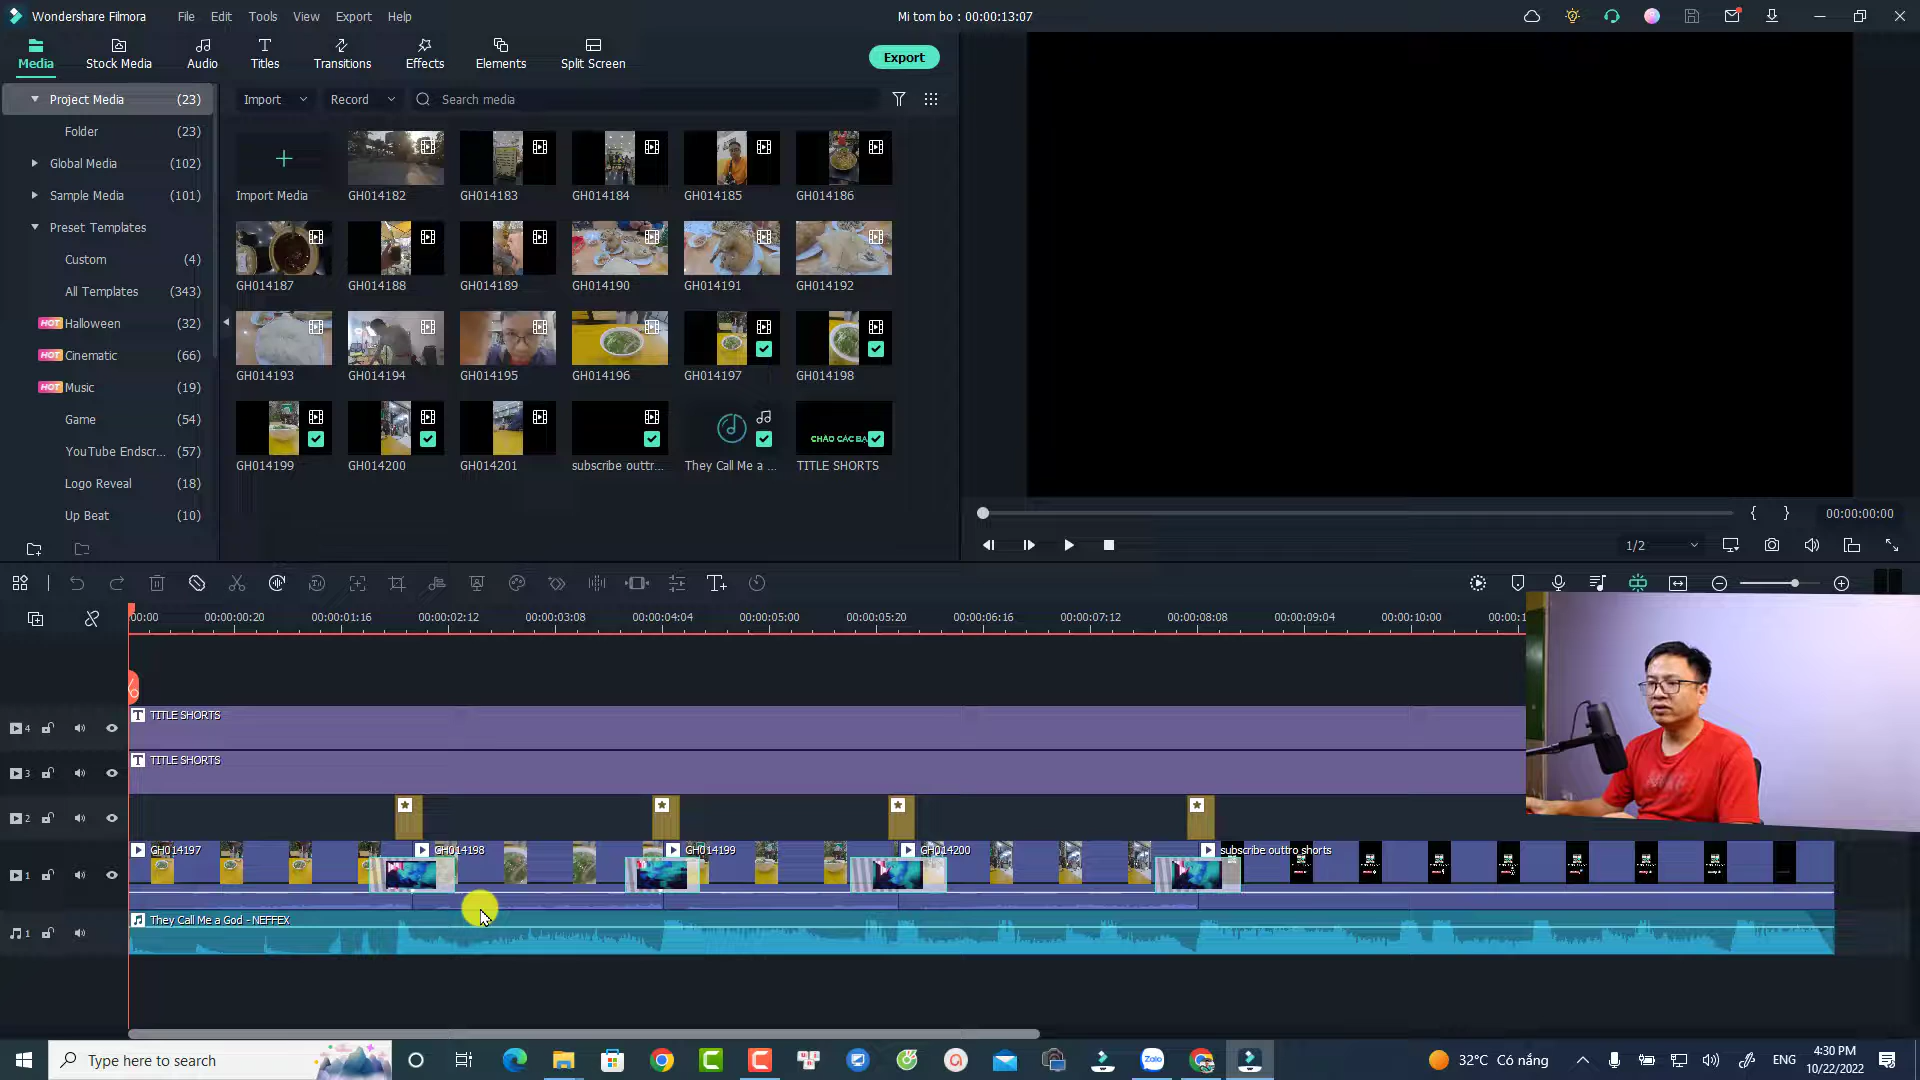 Wondershare Filmora
File
Edit
Tools
View
Export
Help
Mi tom bo : 00:00:13:07
Media
Stock Media
Audio
Titles
Transitions
Effects
Elements
Split Screen
Export
Project Media (23)
Folder (23)
Global Media (102)
Sample Media (101)
Preset Templates
Custom (4)
All Templates (343)
HOT Halloween (32)
HOT Cinematic (66)
HOT Music (19)
Game (54)
YouTube Endscr... (57)
Logo Reveal (18)
Up Beat (10)
Import
Record
Search media
Import Media
GH014182
GH014183
GH014184
GH014185
GH014186
GH014187
GH014188
GH014189
GH014190
GH014191
GH014192
GH014193
GH014194
GH014195
GH014196
GH014197
GH014198
CHÀO CÁC BẠ
GH014199
GH014200
GH014201
subscribe outtr...
They Call Me a ...
TITLE SHORTS
{ } 00:00:00:00
1/2
00:00
00:00:00:20
00:00:01:16
00:00:02:12
00:00:03:08
00:00:04:04
00:00:05:00
00:00:05:20
00:00:06:16
00:00:07:12
00:00:08:08
00:00:09:04
00:00:10:00
4
TITLE SHORTS
3
TITLE SHORTS
2
1
GH014197
GH014198
GH014199
GH014200
subscribe outtro shorts
1
They Call Me a God - NEFFEX
Type here to search
Zalo
32°C Có nắng
ENG
4:30 PM
10/22/2022